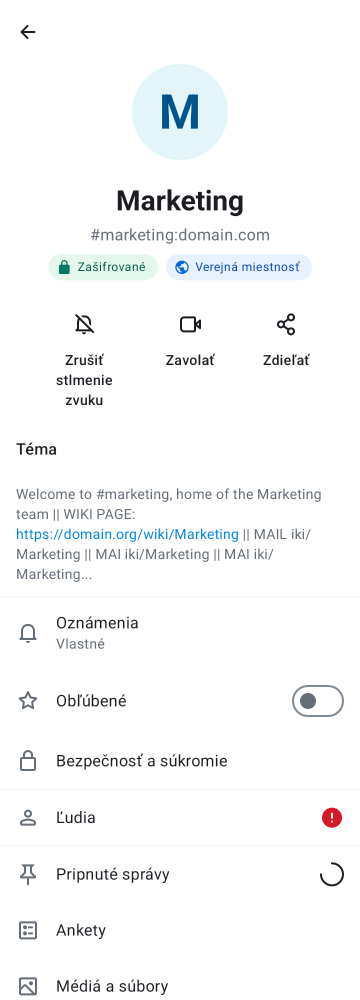 M
Marketing
#marketing:domain.com
Zašifrované Verejná miestnosť
Zrušiť stlmenie zvuku
Zavolať
Zdieľať
Téma
Welcome to #marketing, home of the Marketing
team || WIKI PAGE:
https://domain.org/wiki/Marketing || MAIL iki/
Marketing || MAI iki/Marketing || MAI iki/
Marketing...
Oznámenia
Vlastné
Obľúbené
Bezpečnosť a súkromie
Ľudia
Pripnuté správy
Ankety
Médiá a súbory